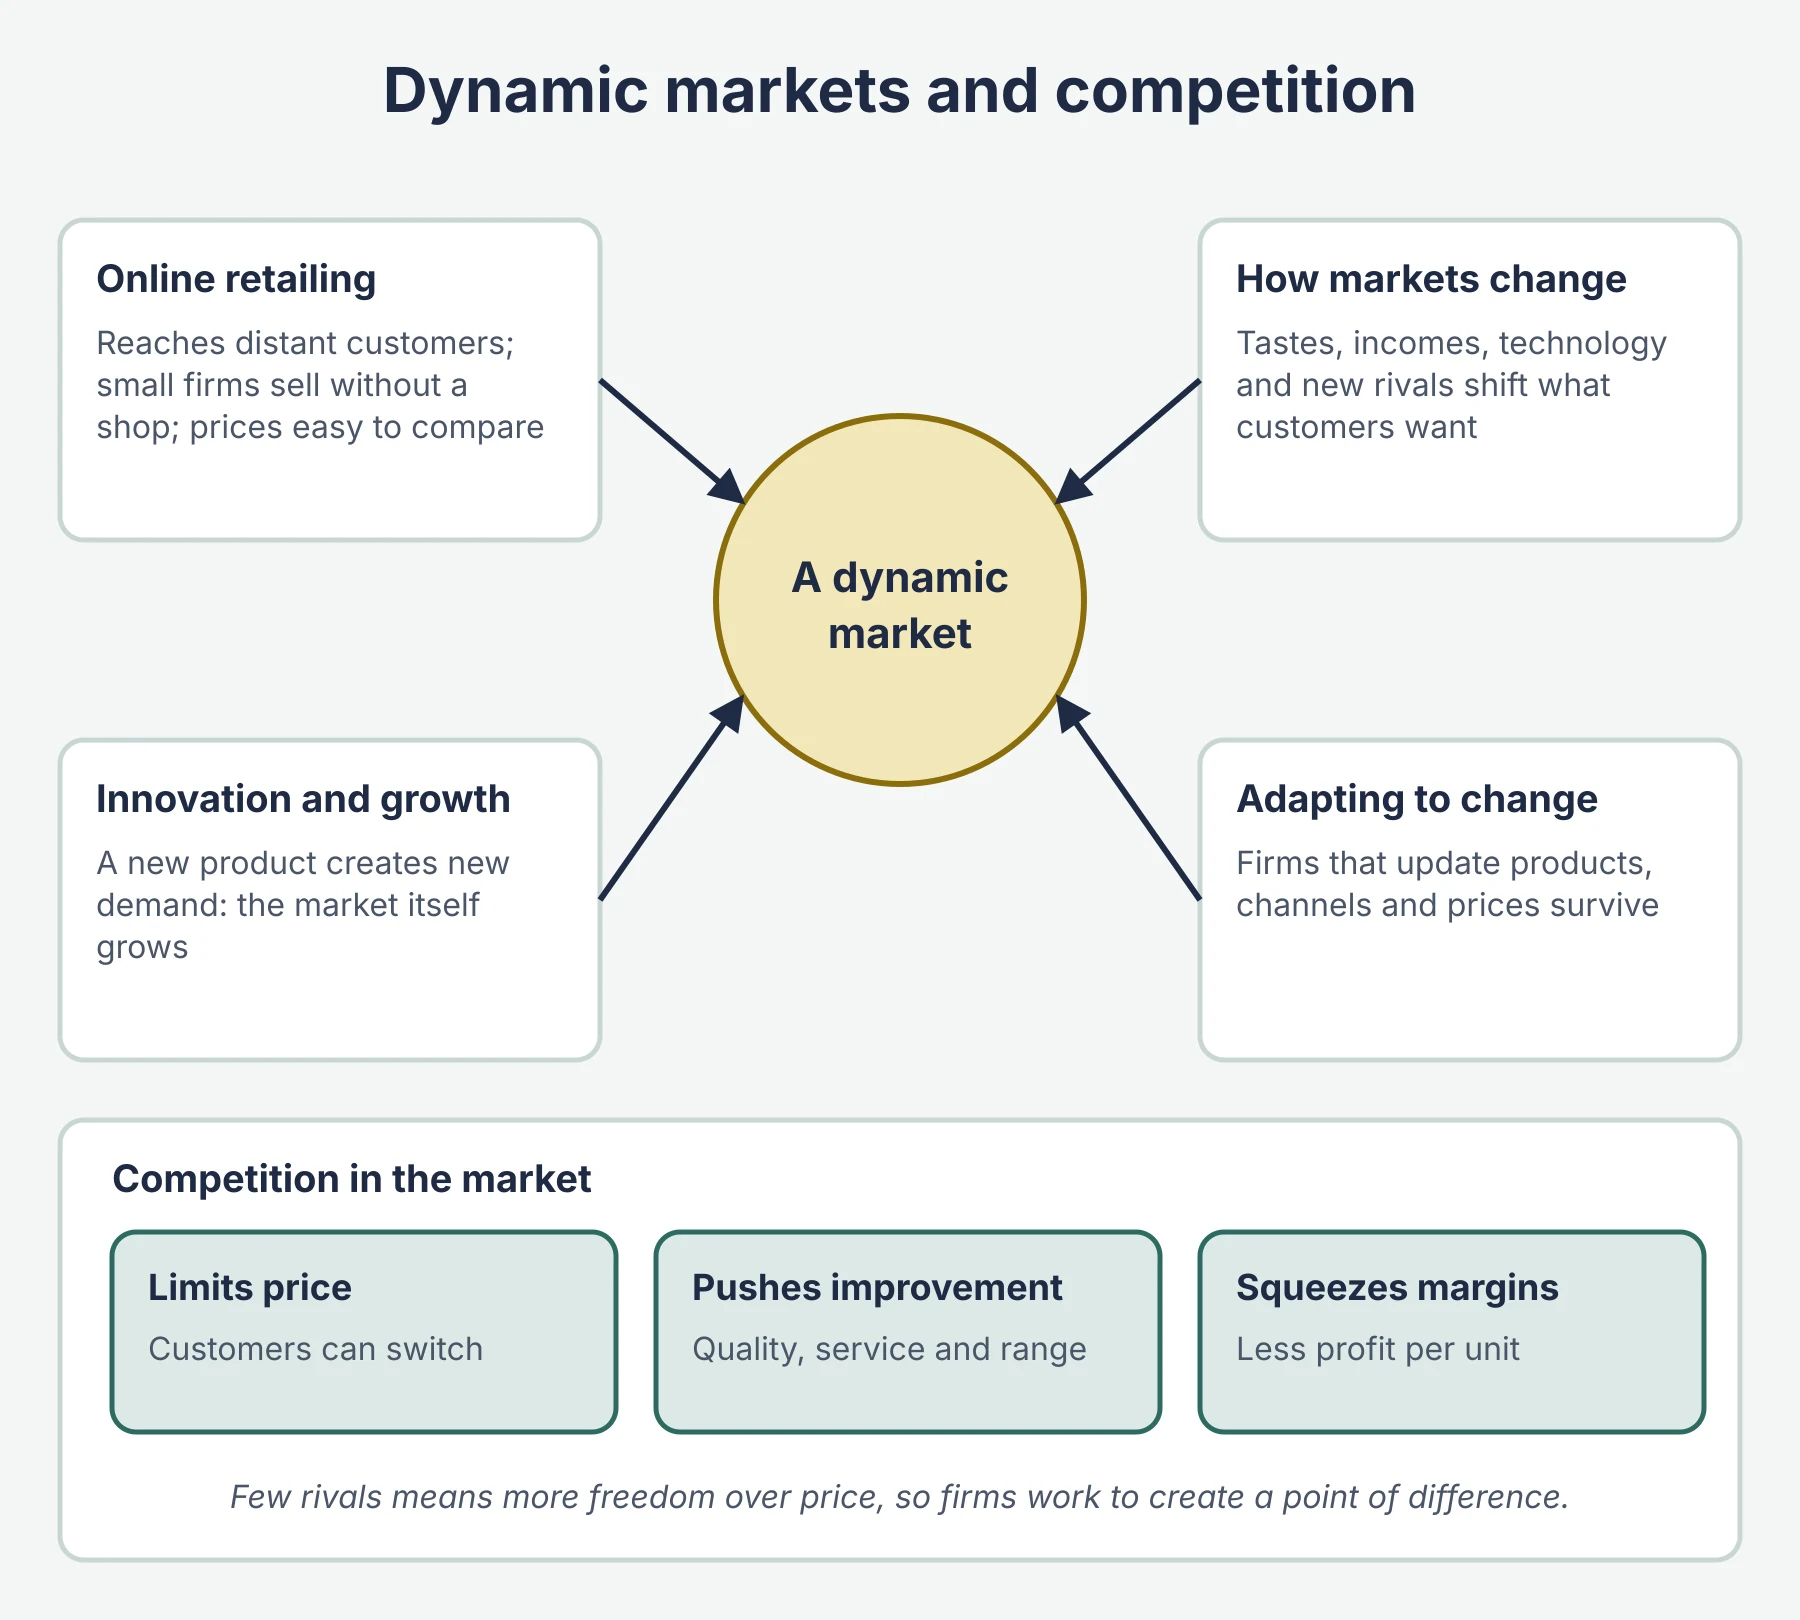 Dynamic markets and competition
Online retailing
Reaches distant customers;
small firms sell without a
shop; prices easy to compare
How markets change
Tastes, incomes, technology
and new rivals shift what
customers want
A dynamic
market
Innovation and growth
A new product creates new
demand: the market itself
grows
Adapting to change
Firms that update products,
channels and prices survive
Competition in the market
Limits price
Customers can switch
Pushes improvement
Quality, service and range
Squeezes margins
Less profit per unit
Few rivals means more freedom over price, so firms work to create a point of difference.